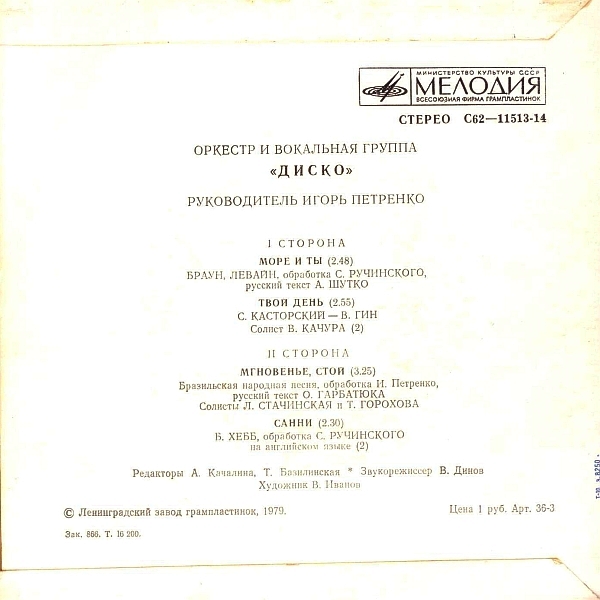 МИНИСТЕРСТВО КУЛЬТУРЫ СССР
МЕЛОДИЯ
ВСЕСОЮЗНАЯ ФИРМА ГРАМПЛАСТИНОК
СТЕРЕО С62—11513-14
ОРКЕСТР И ВОКАЛЬНАЯ ГРУППА
«ДИСКО»
РУКОВОДИТЕЛЬ ИГОРЬ ПЕТРЕНКО
I СТОРОНА
МОРЕ И ТЫ (2.48)
БРАУН, ЛЕВАЙН, обработка С. РУЧИНСКОГО,
русский текст А. ШУТКО
ТВОЙ ДЕНЬ (2.55)
С. КАСТОРСКИЙ — В. ГИН
Солист В. КАЧУРА (2)
II СТОРОНА
МГНОВЕНЬЕ, СТОЙ (3.25)
Бразильская народная песня, обработка И. Петренко,
русский текст О. ГАРБАТЮКА
Солисты Л. СТАЧИНСКАЯ и Т. ГОРОХОВА
САННИ (2.30)
Б. ХЕББ, обработка С. РУЧИНСКОГО
на английском языке (2)
Редакторы А. Качалина, Т. Базилинская * Звукорежиссер В. Динов
Художник В. Иванов
© Ленинградский завод грампластинок, 1979.
Цена 1 руб. Арт. 36-3
Зак. 866. Т. 16 200.